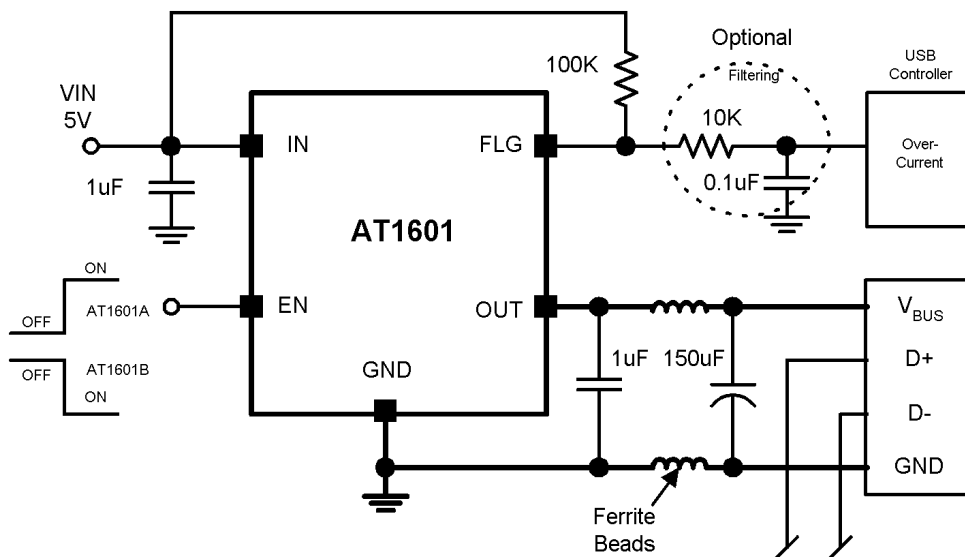 Optional
USB
Controller
100K
Filtering
VIN
5V
10K
IN
FLG
Over-
Current
1uF
0.1uF
AT1601
ON
AT1601A
EN
OUT
OFF
V_BUS
1uF
150uF
D+
AT1601B
OFF
GND
ON
D-
GND
Ferrite
Beads